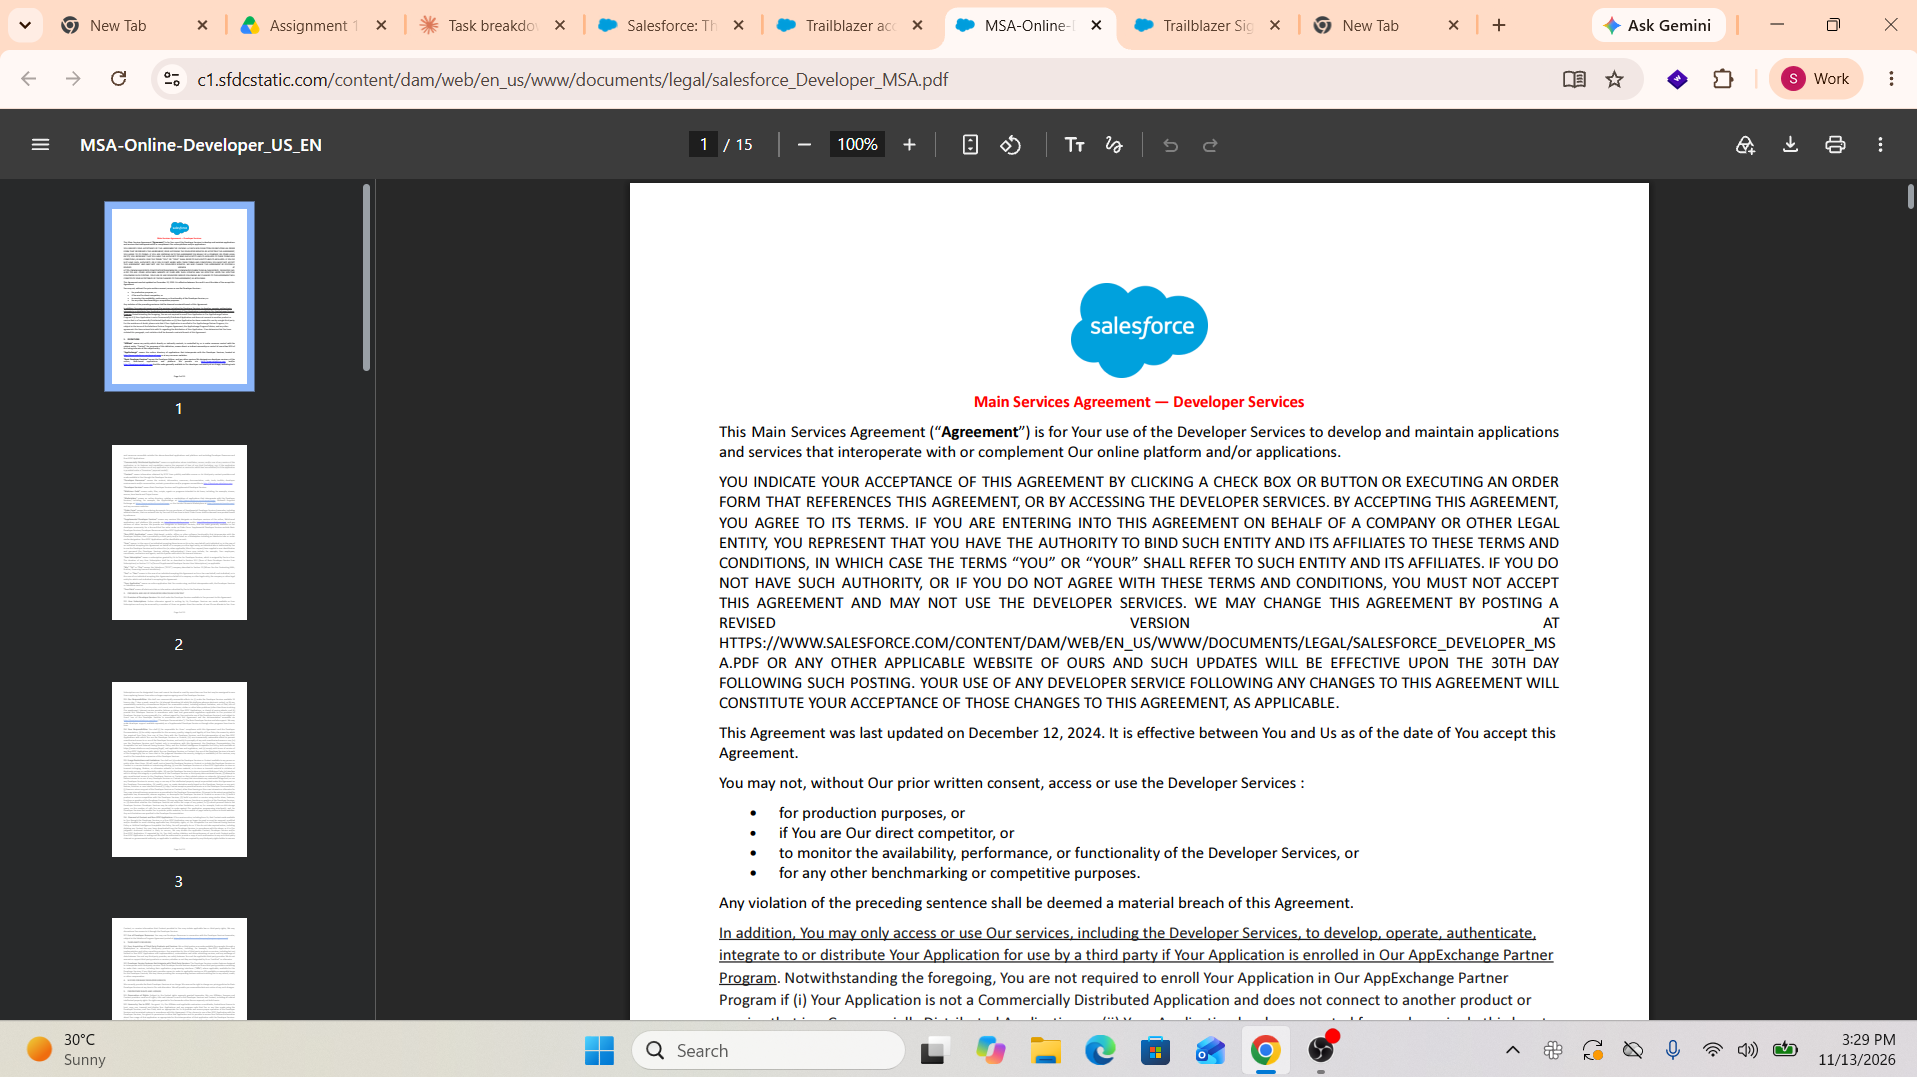 New Tab
Assignment 1
Task breakdo
Salesforce: Th
Trailblazer acc
MSA-Online-
Trailblazer Sig
New Tab
Ask Gemini
c1.sfdcstatic.com/content/dam/web/en_us/www/documents/legal/salesforce_Developer_MSA.pdf
S Work
MSA-Online-Developer_US_EN
1 / 15
100%
1
2
3
salesforce
Main Services Agreement — Developer Services
This Main Services Agreement (“Agreement”) is for Your use of the Developer Services to develop and maintain applications
and services that interoperate with or complement Our online platform and/or applications.
YOU INDICATE YOUR ACCEPTANCE OF THIS AGREEMENT BY CLICKING A CHECK BOX OR BUTTON OR EXECUTING AN ORDER
FORM THAT REFERENCES THIS AGREEMENT, OR BY ACCESSING THE DEVELOPER SERVICES. BY ACCEPTING THIS AGREEMENT,
YOU AGREE TO ITS TERMS. IF YOU ARE ENTERING INTO THIS AGREEMENT ON BEHALF OF A COMPANY OR OTHER LEGAL
ENTITY, YOU REPRESENT THAT YOU HAVE THE AUTHORITY TO BIND SUCH ENTITY AND ITS AFFILIATES TO THESE TERMS AND
CONDITIONS, IN WHICH CASE THE TERMS “YOU” OR “YOUR” SHALL REFER TO SUCH ENTITY AND ITS AFFILIATES. IF YOU DO
NOT HAVE SUCH AUTHORITY, OR IF YOU DO NOT AGREE WITH THESE TERMS AND CONDITIONS, YOU MUST NOT ACCEPT
THIS AGREEMENT AND MAY NOT USE THE DEVELOPER SERVICES. WE MAY CHANGE THIS AGREEMENT BY POSTING A
REVISED VERSION AT
HTTPS://WWW.SALESFORCE.COM/CONTENT/DAM/WEB/EN_US/WWW/DOCUMENTS/LEGAL/SALESFORCE_DEVELOPER_MS
A.PDF OR ANY OTHER APPLICABLE WEBSITE OF OURS AND SUCH UPDATES WILL BE EFFECTIVE UPON THE 30TH DAY
FOLLOWING SUCH POSTING. YOUR USE OF ANY DEVELOPER SERVICE FOLLOWING ANY CHANGES TO THIS AGREEMENT WILL
CONSTITUTE YOUR ACCEPTANCE OF THOSE CHANGES TO THIS AGREEMENT, AS APPLICABLE.
This Agreement was last updated on December 12, 2024. It is effective between You and Us as of the date of You accept this
Agreement.
You may not, without Our prior written consent, access or use the Developer Services :
• for production purposes, or
• if You are Our direct competitor, or
• to monitor the availability, performance, or functionality of the Developer Services, or
• for any other benchmarking or competitive purposes.
Any violation of the preceding sentence shall be deemed a material breach of this Agreement.
In addition, You may only access or use Our services, including the Developer Services, to develop, operate, authenticate,
integrate to or distribute Your Application for use by a third party if Your Application is enrolled in Our AppExchange Partner
Program. Notwithstanding the foregoing, You are not required to enroll Your Application in Our AppExchange Partner
Program if (i) Your Application is not a Commercially Distributed Application and does not connect to another product or
30°C
Sunny
Search
3:29 PM
11/13/2026